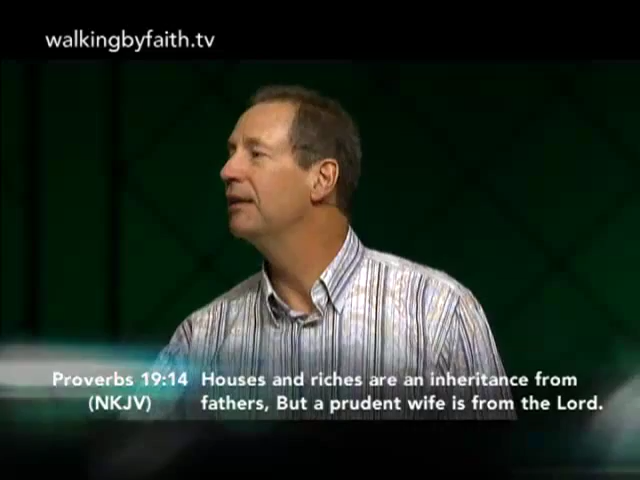 walkingbyfaith.tv
Proverbs 19:14 Houses and riches are an inheritance from
(NKJV) fathers, But a prudent wife is from the Lord.